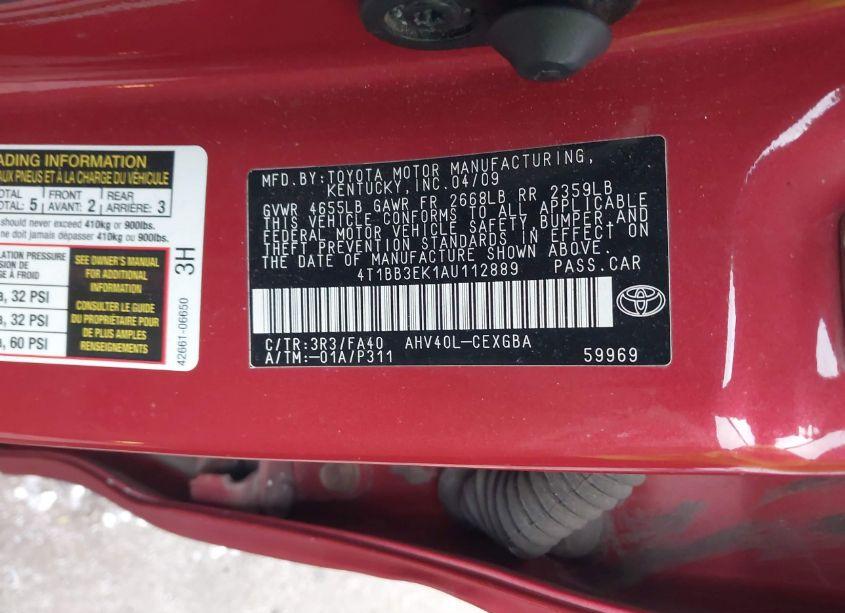 ADING INFORMATION
AUX PNEUS ET À LA CHARGE DU VÉHICULE
OTAL 5 FRONT AVANT: 2 REAR ARRIÈRE: 3
should never exceed 410kg or 900lbs.
ne doit jamais dépasser 410kg ou 900lbs.
ATION PRESSURE
SION DE
À FROID
a, 32 PSI
a, 32 PSI
a, 60 PSI
SEE OWNER'S MANUAL
FOR ADDITIONAL
INFORMATION
CONSULTER LE GUIDE
DU PROPRIÉTAIRE POUR
DE PLUS AMPLES
RENSEIGNEMENTS
3H
42661-06650
MFD.BY:TOYOTA MOTOR MANUFACTURING,
KENTUCKY,INC.04/09
GVWR 4655LB GAWR FR 2668LB RR 2359LB
THIS VEHICLE CONFORMS TO ALL APPLICABLE
FEDERAL MOTOR VEHICLE SAFETY,BUMPER AND
THEFT PREVENTION STANDARDS IN EFFECT ON
THE DATE OF MANUFACTURE SHOWN ABOVE.
4T1BB3EK1AU112889 PASS.CAR
C/TR:3R3/FA40 AHV40L-CEXGBA
A/TM:-01A/P311 59969